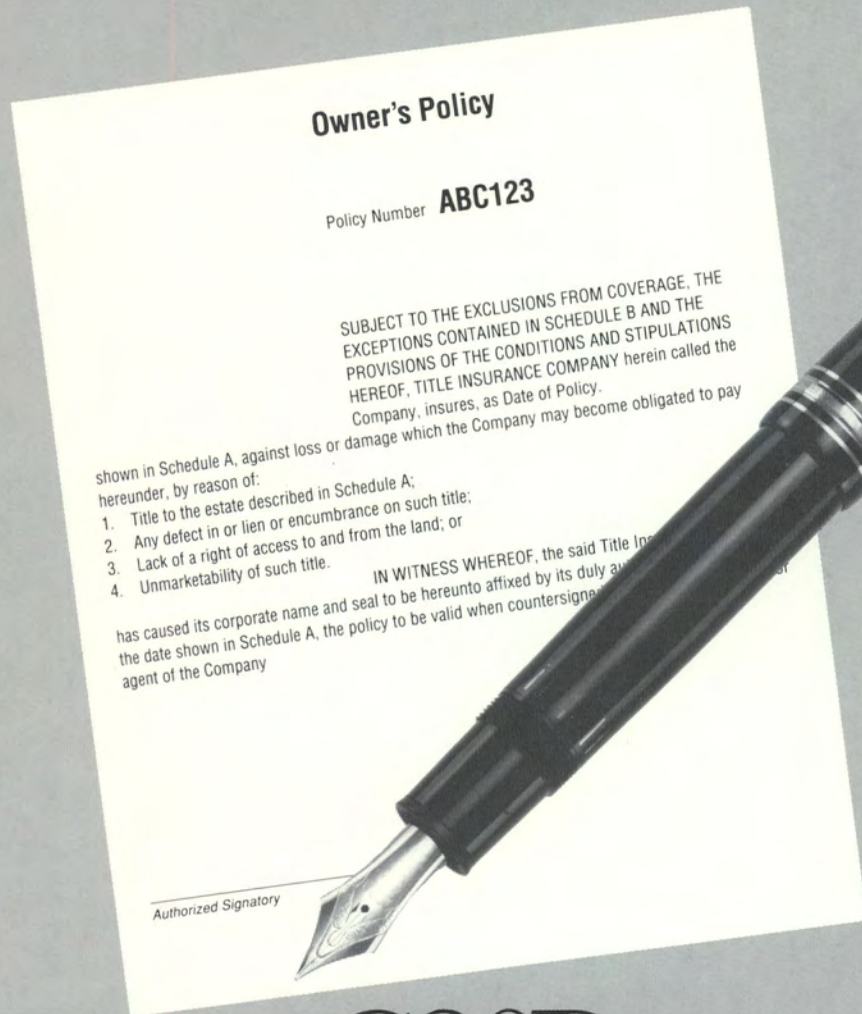 Owner's Policy
Policy Number ABC123
SUBJECT TO THE EXCLUSIONS FROM COVERAGE, THE
EXCEPTIONS CONTAINED IN SCHEDULE B AND THE
PROVISIONS OF THE CONDITIONS AND STIPULATIONS
HEREOF, TITLE INSURANCE COMPANY herein called the
Company, insures, as Date of Policy.
shown in Schedule A, against loss or damage which the Company may become obligated to pay
hereunder, by reason of:
1. Title to the estate described in Schedule A;
2. Any defect in or lien or encumbrance on such title;
3. Lack of a right of access to and from the land; or
4. Unmarketability of such title.
IN WITNESS WHEREOF, the said Title
has caused its corporate name and seal to be hereunto affixed by its duly
the date shown in Schedule A, the policy to be valid when
agent of the Company
Authorized Signatory